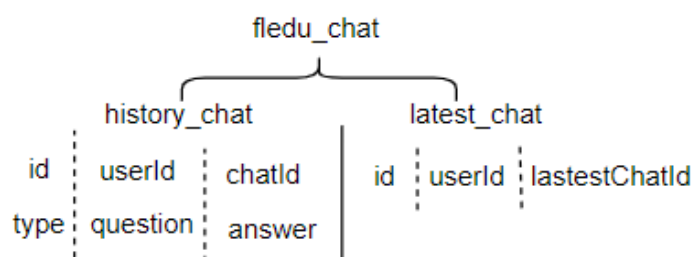 fledu_chat
history_chat latest_chat
id userId chatId id userId lastestChatId
type question answer